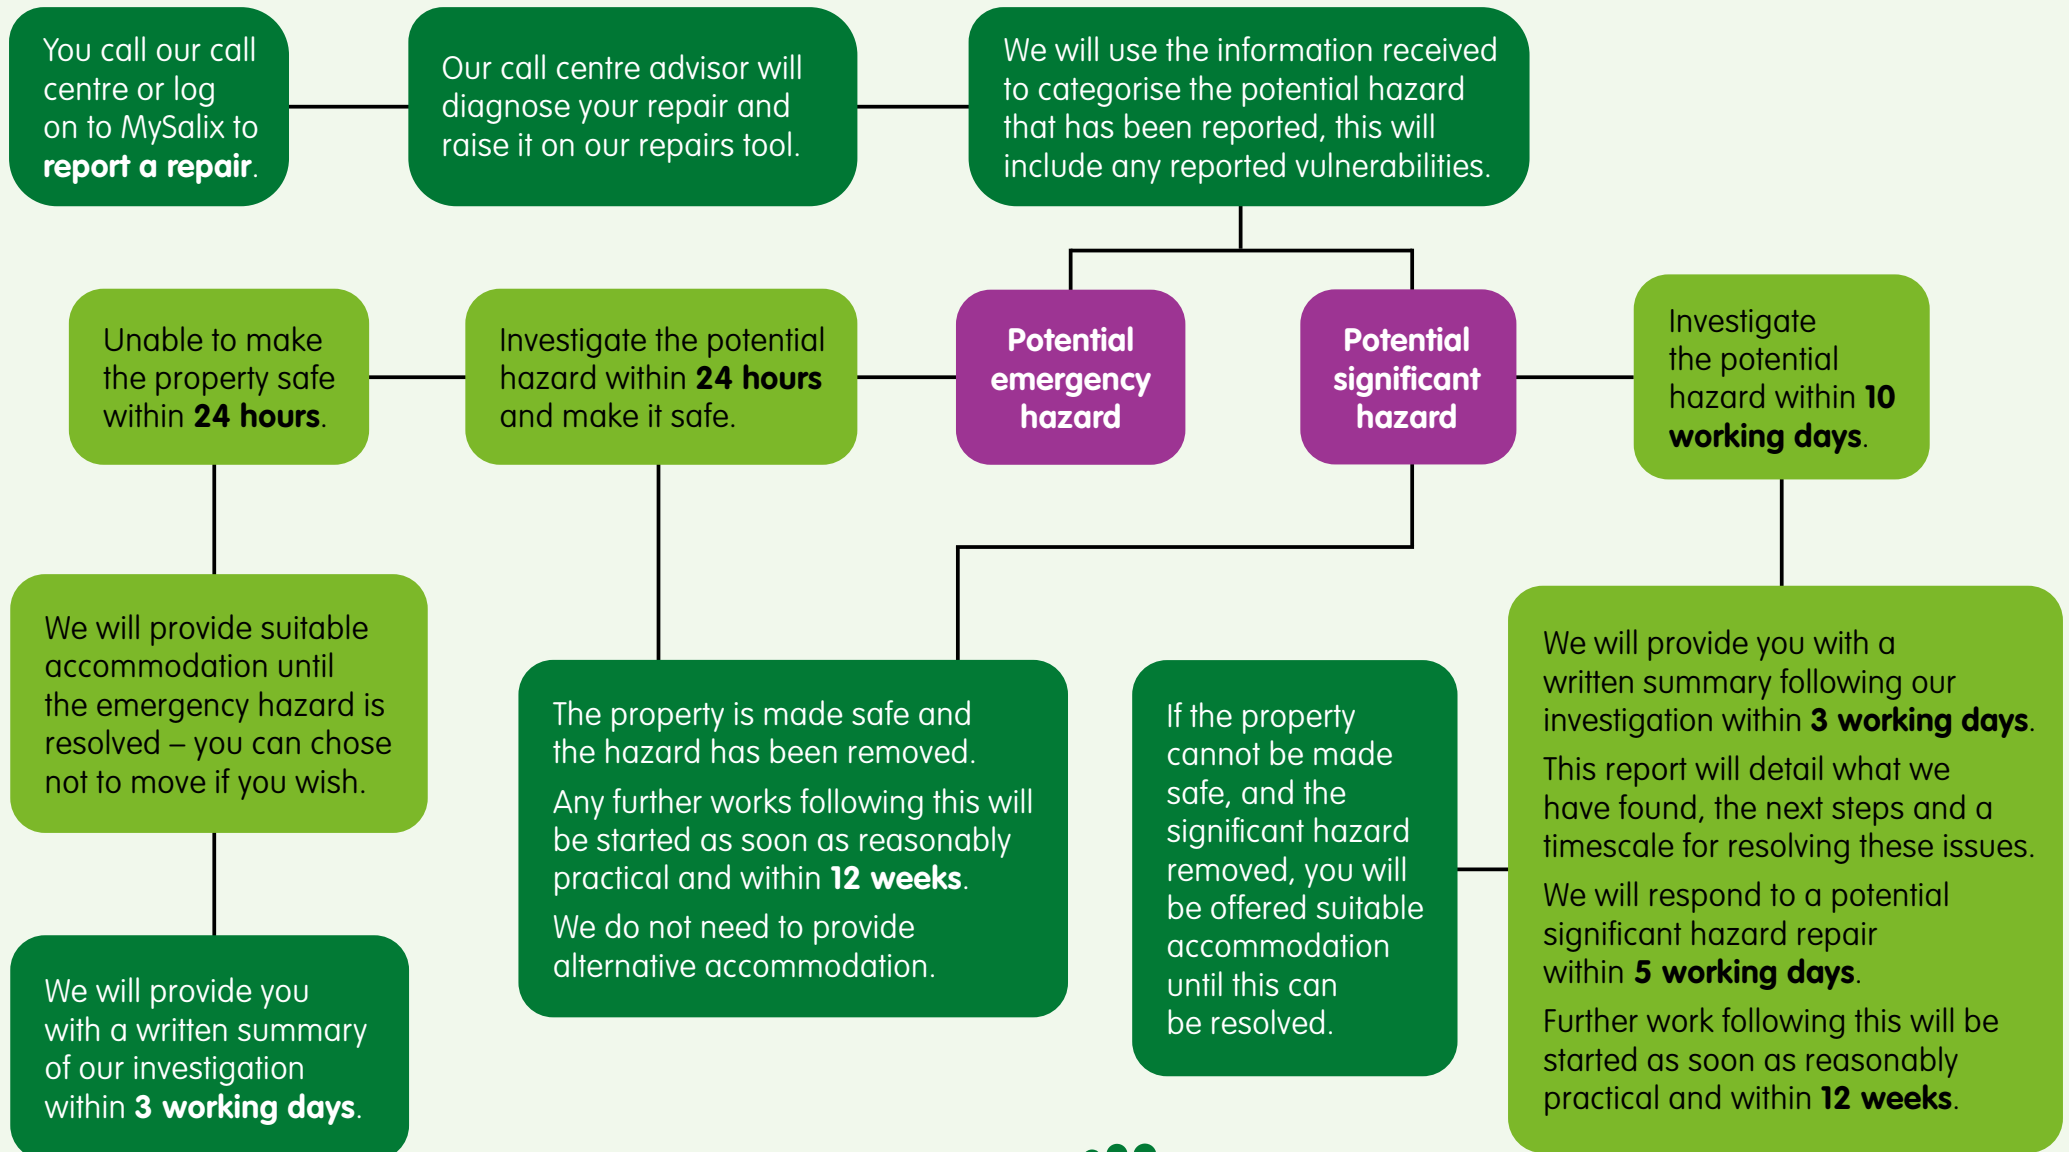 You call our call
centre or log
on to MySalix to
report a repair.
Our call centre advisor will
diagnose your repair and
raise it on our repairs tool.
We will use the information received
to categorise the potential hazard
that has been reported, this will
include any reported vulnerabilities.
Unable to make
the property safe
within 24 hours.
Investigate the potential
hazard within 24 hours
and make it safe.
Potential
emergency
hazard
Potential
significant
hazard
Investigate
the potential
hazard within 10
working days.
We will provide suitable
accommodation until
the emergency hazard is
resolved – you can chose
not to move if you wish.
We will provide you
with a written summary
of our investigation
within 3 working days.
The property is made safe and
the hazard has been removed.
Any further works following this will
be started as soon as reasonably
practical and within 12 weeks.
We do not need to provide
alternative accommodation.
If the property
cannot be made
safe, and the
significant hazard
removed, you will
be offered suitable
accommodation
until this can
be resolved.
We will provide you with a
written summary following our
investigation within 3 working days.
This report will detail what we
have found, the next steps and a
timescale for resolving these issues.
We will respond to a potential
significant hazard repair
within 5 working days.
Further work following this will be
started as soon as reasonably
practical and within 12 weeks.